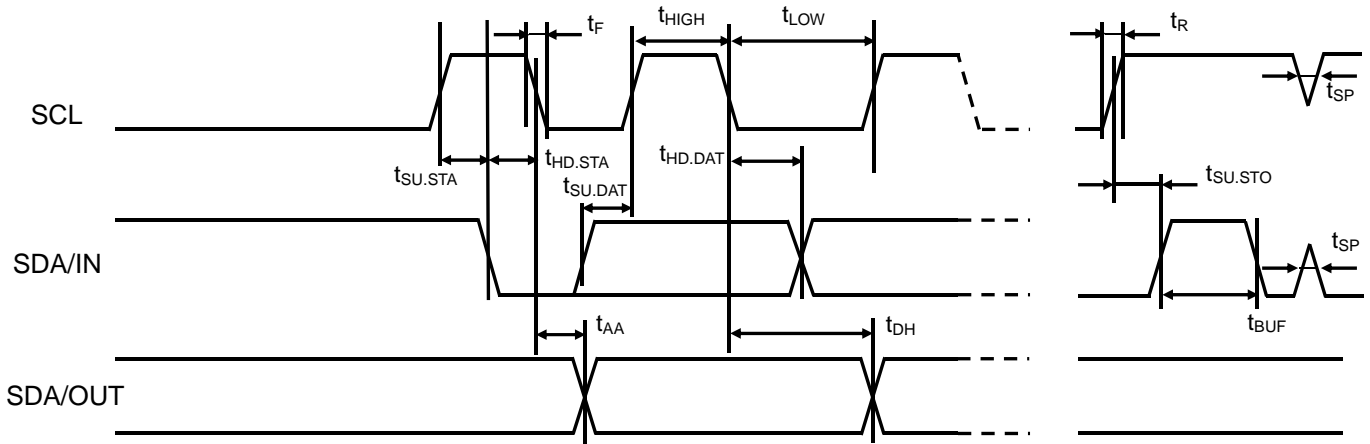 tF
tHIGH
tLOW
tR
SCL
tSP
tSU.STA
tHD.STA
tSU.DAT
tHD.DAT
tSU.STO
SDA/IN
tSP
tAA
tDH
tBUF
SDA/OUT